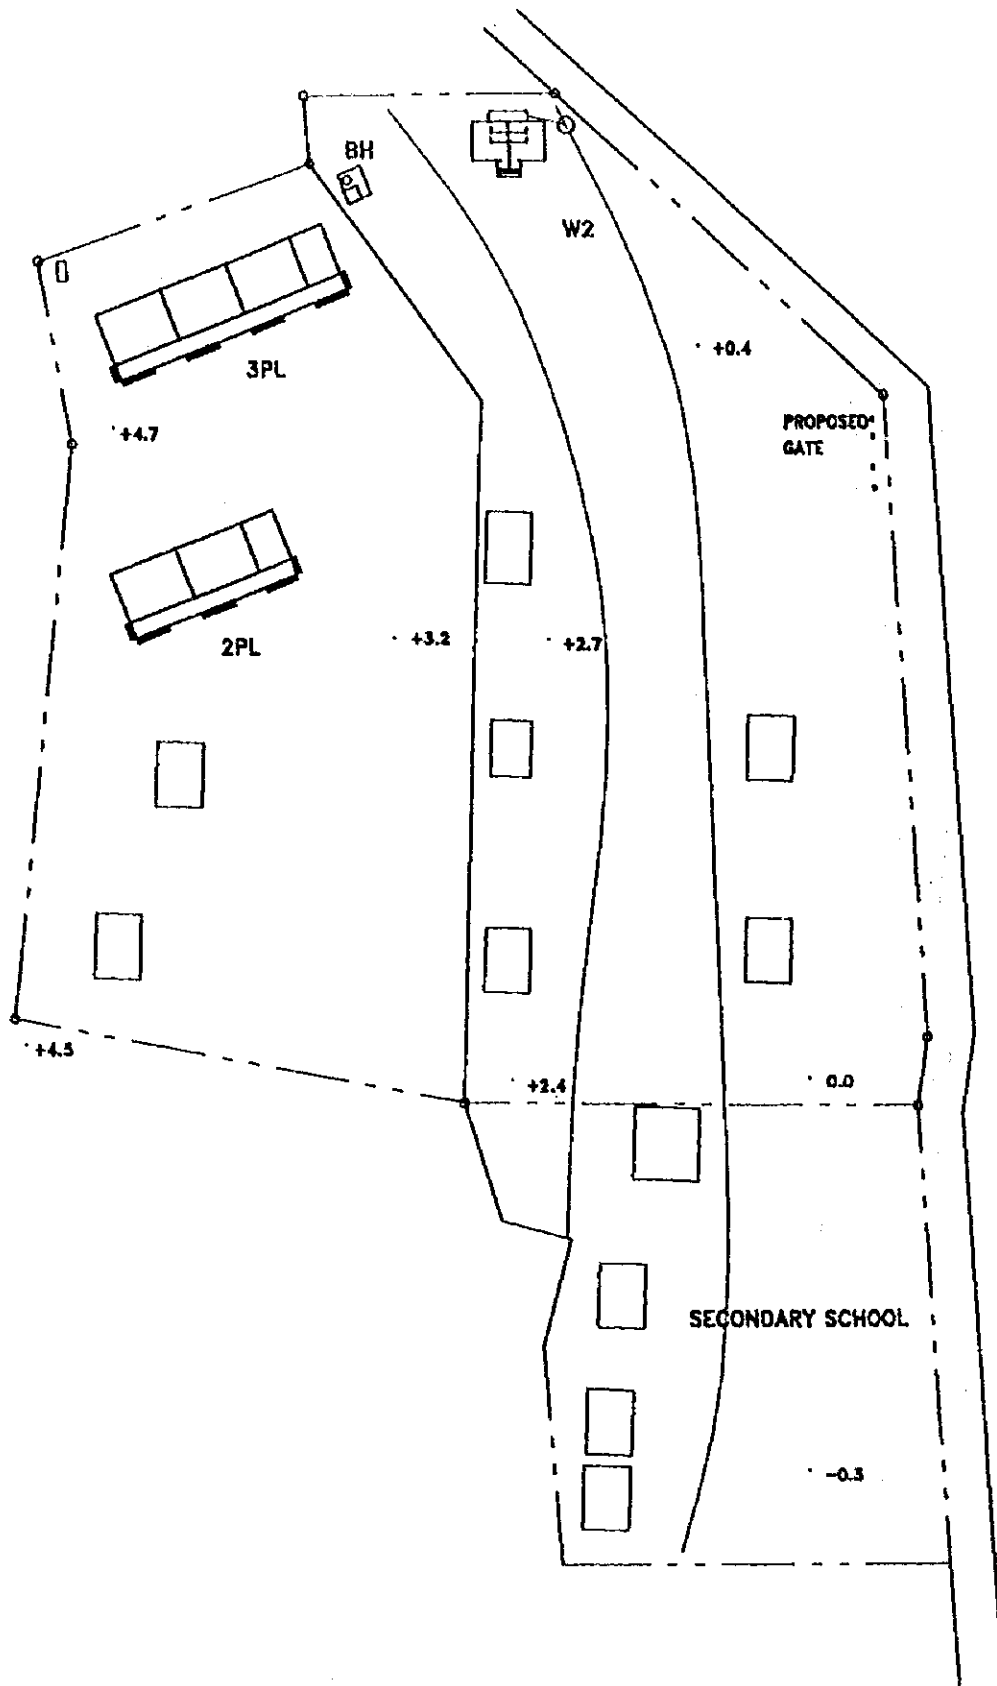 BH
W2
3PL
+0.4
PROPOSED
GATE
+4.7
2PL
+3.2
+2.7
+4.5
+2.4
0.0
SECONDARY SCHOOL
-0.3